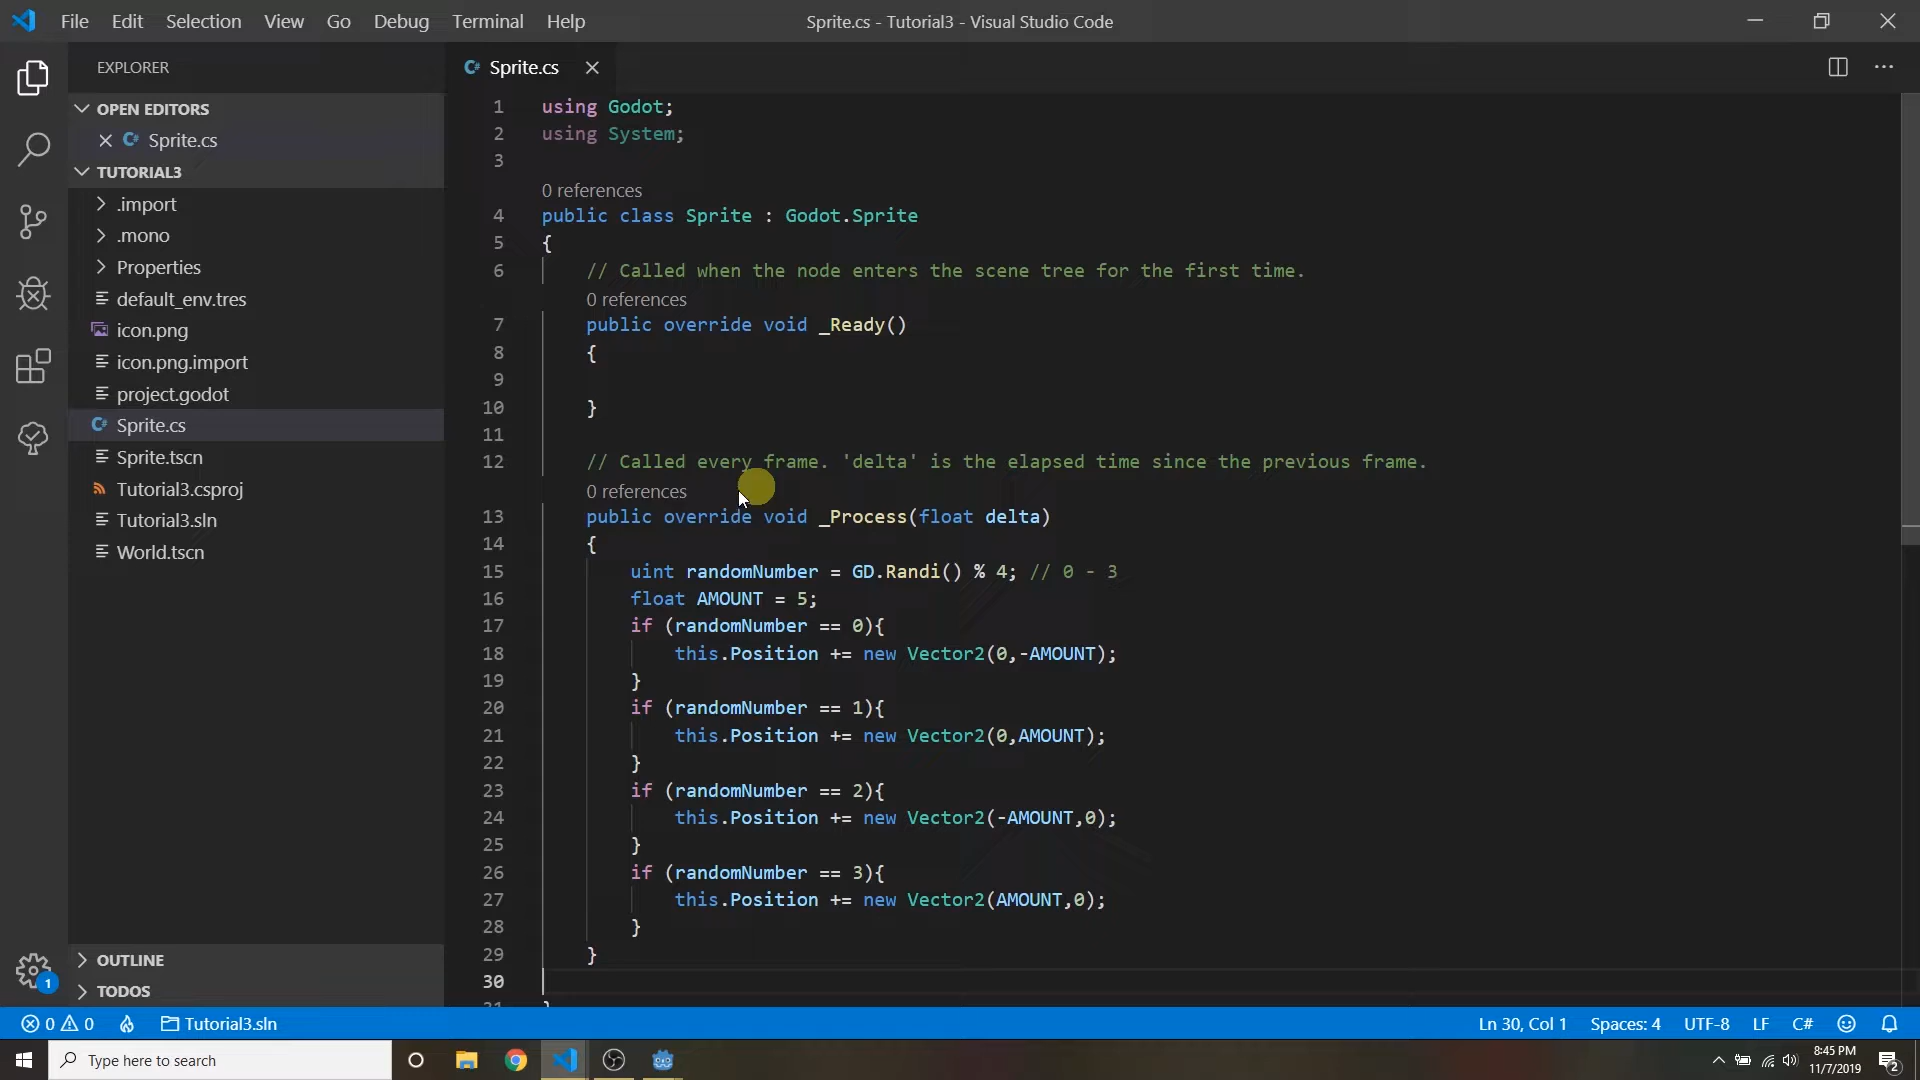 File Edit Selection View Go Debug Terminal Help
Sprite.cs - Tutorial3 - Visual Studio Code
EXPLORER
OPEN EDITORS
Sprite.cs
TUTORIAL3
.import
.mono
Properties
default_env.tres
icon.png
icon.png.import
project.godot
Sprite.cs
Sprite.tscn
Tutorial3.csproj
Tutorial3.sln
World.tscn
OUTLINE
TODOS
1
Sprite.cs
1 using Godot;
2 using System;
3
0 references
4 public class Sprite : Godot.Sprite
5 {
6 // Called when the node enters the scene tree for the first time.
0 references
7 public override void _Ready()
8 {
9
10 }
11
12 // Called every frame. 'delta' is the elapsed time since the previous frame.
0 references
13 public override void _Process(float delta)
14 {
15 uint randomNumber = GD.Randi() % 4; // 0 - 3
16 float AMOUNT = 5;
17 if (randomNumber == 0){
18 this.Position += new Vector2(0,-AMOUNT);
19 }
20 if (randomNumber == 1){
21 this.Position += new Vector2(0,AMOUNT);
22 }
23 if (randomNumber == 2){
24 this.Position += new Vector2(-AMOUNT,0);
25 }
26 if (randomNumber == 3){
27 this.Position += new Vector2(AMOUNT,0);
28 }
29 }
30
0 0 Tutorial3.sln
Ln 30, Col 1 Spaces: 4 UTF-8 LF C#
Type here to search
8:45 PM
11/7/2019
2